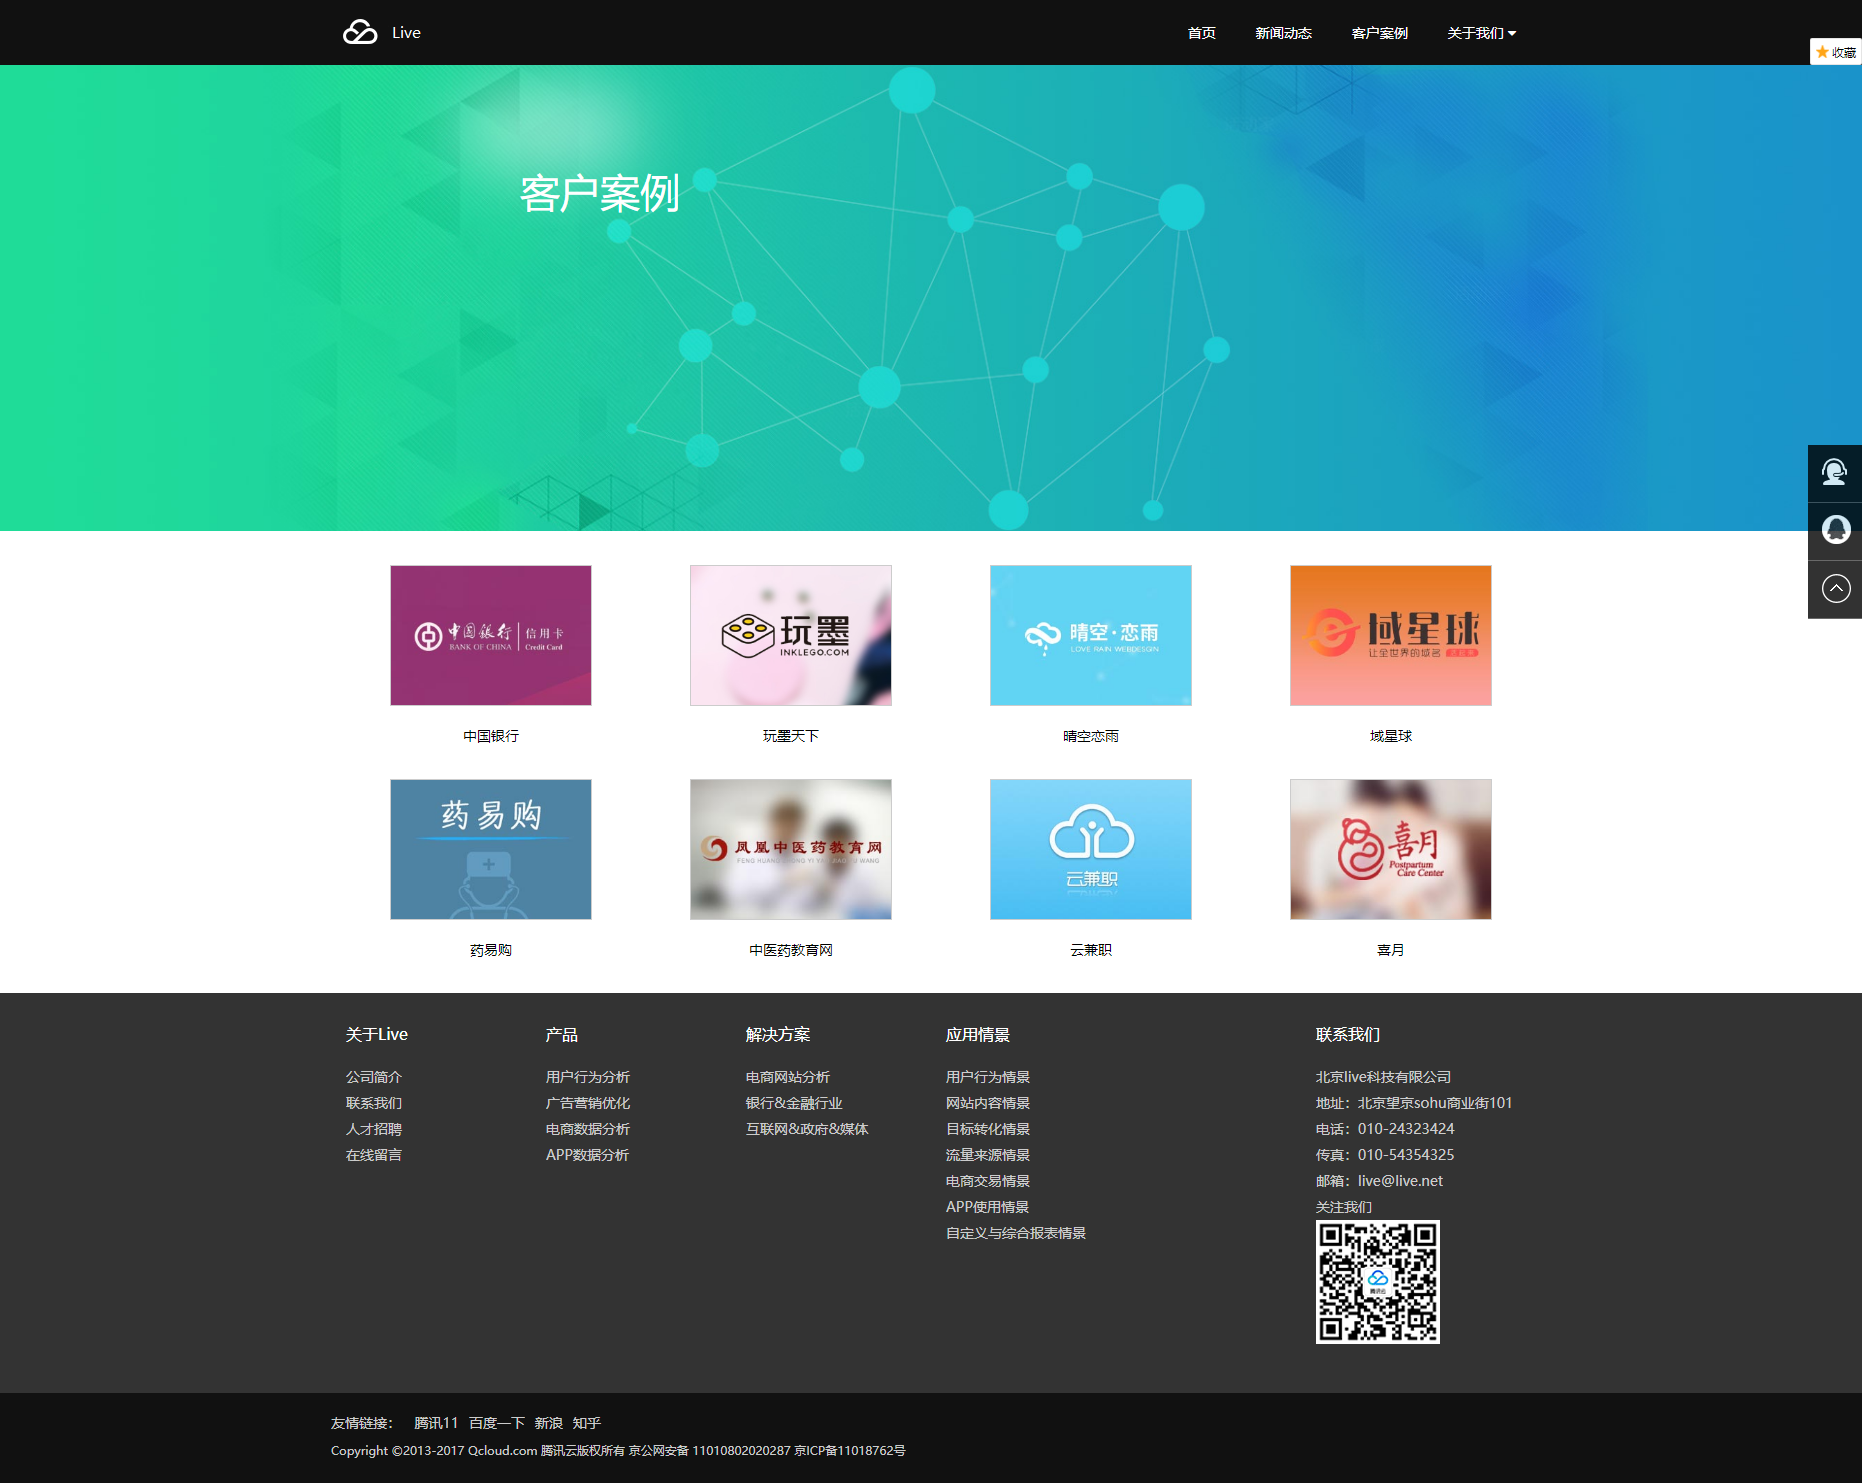 Live
首页 新闻动态 客户案例 关于我们
收藏
客户案例
中国银行 信用卡
BANK OF CHINA Credit Card
玩墨
INKLEGO.COM
晴空·恋雨
LOVE RAIN WEBDESGIN
域星球
让全世界的域名
中国银行 玩墨天下 晴空恋雨 域星球
药易购
凤凰中医药教育网
云兼职
喜月
Postpartum
Care Center
药易购 中医药教育网 云兼职 喜月
关于Live
公司简介
联系我们
人才招聘
在线留言
产品
用户行为分析
广告营销优化
电商数据分析
APP数据分析
解决方案
电商网站分析
银行&金融行业
互联网&政府&媒体
应用情景
用户行为情景
网站内容情景
目标转化情景
流量来源情景
电商交易情景
APP使用情景
自定义与综合报表情景
联系我们
北京live科技有限公司
地址：北京望京sohu商业街101
电话：010-24323424
传真：010-54354325
邮箱：live@live.net
关注我们
腾讯云
友情链接： 腾讯11 百度一下 新浪 知乎
Copyright ©2013-2017 Qcloud.com 腾讯云版权所有 京公网安备 11010802020287 京ICP备11018762号